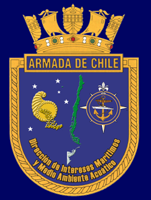 ARMADA DE CHILE
Dirección de Intereses Marítimos
y Medio Ambiente Acuático